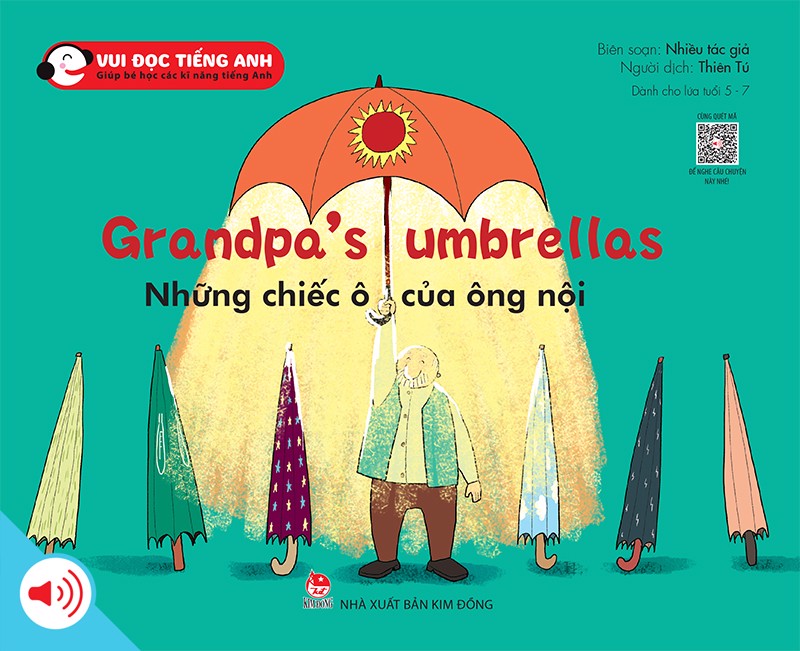 VUI ĐỌC TIẾNG ANH
Giúp bé học các kĩ năng tiếng Anh
Biên soạn: Nhiều tác giả
Người dịch: Thiên Tú
Dành cho lứa tuổi 5 - 7
CÙNG QUÉT MÃ
ĐỂ NGHE CÂU CHUYỆN
NÀY NHÉ!
Grandpa's umbrellas
Những chiếc ô của ông nội
KIM ĐỒNG
NHÀ XUẤT BẢN KIM ĐỒNG